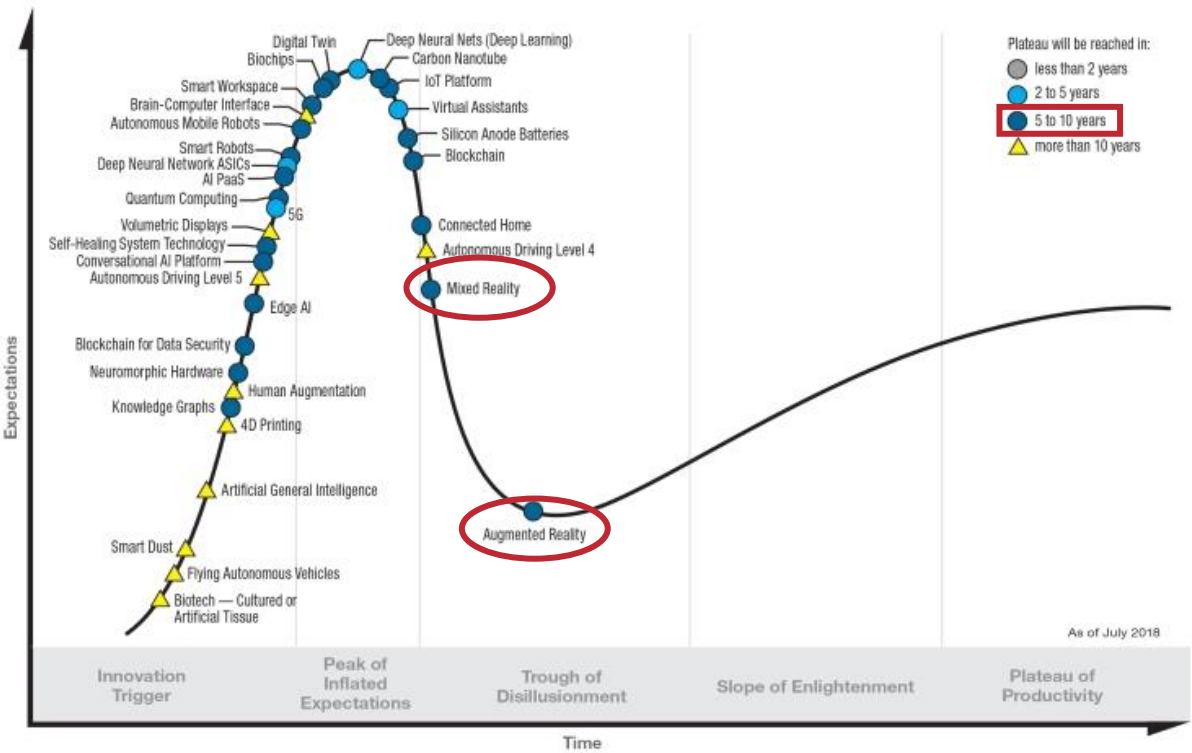 Plateau will be reached in:
less than 2 years
2 to 5 years
5 to 10 years
more than 10 years
Digital Twin
Biochips
Smart Workspace
Brain-Computer Interface
Autonomous Mobile Robots
Smart Robots
Deep Neural Network ASICs
AI PaaS
Quantum Computing
5G
Volumetric Displays
Self-Healing System Technology
Conversational AI Platform
Autonomous Driving Level 5
Edge AI
Blockchain for Data Security
Neuromorphic Hardware
Human Augmentation
Knowledge Graphs
4D Printing
Artificial General Intelligence
Smart Dust
Flying Autonomous Vehicles
Biotech — Cultured or
Artificial Tissue
Deep Neural Nets (Deep Learning)
Carbon Nanotube
IoT Platform
Virtual Assistants
Silicon Anode Batteries
Blockchain
Connected Home
Autonomous Driving Level 4
Mixed Reality
Augmented Reality
As of July 2018
Expectations
Innovation
Trigger
Peak of
Inflated
Expectations
Trough of
Disillusionment
Slope of Enlightenment
Plateau of
Productivity
Time